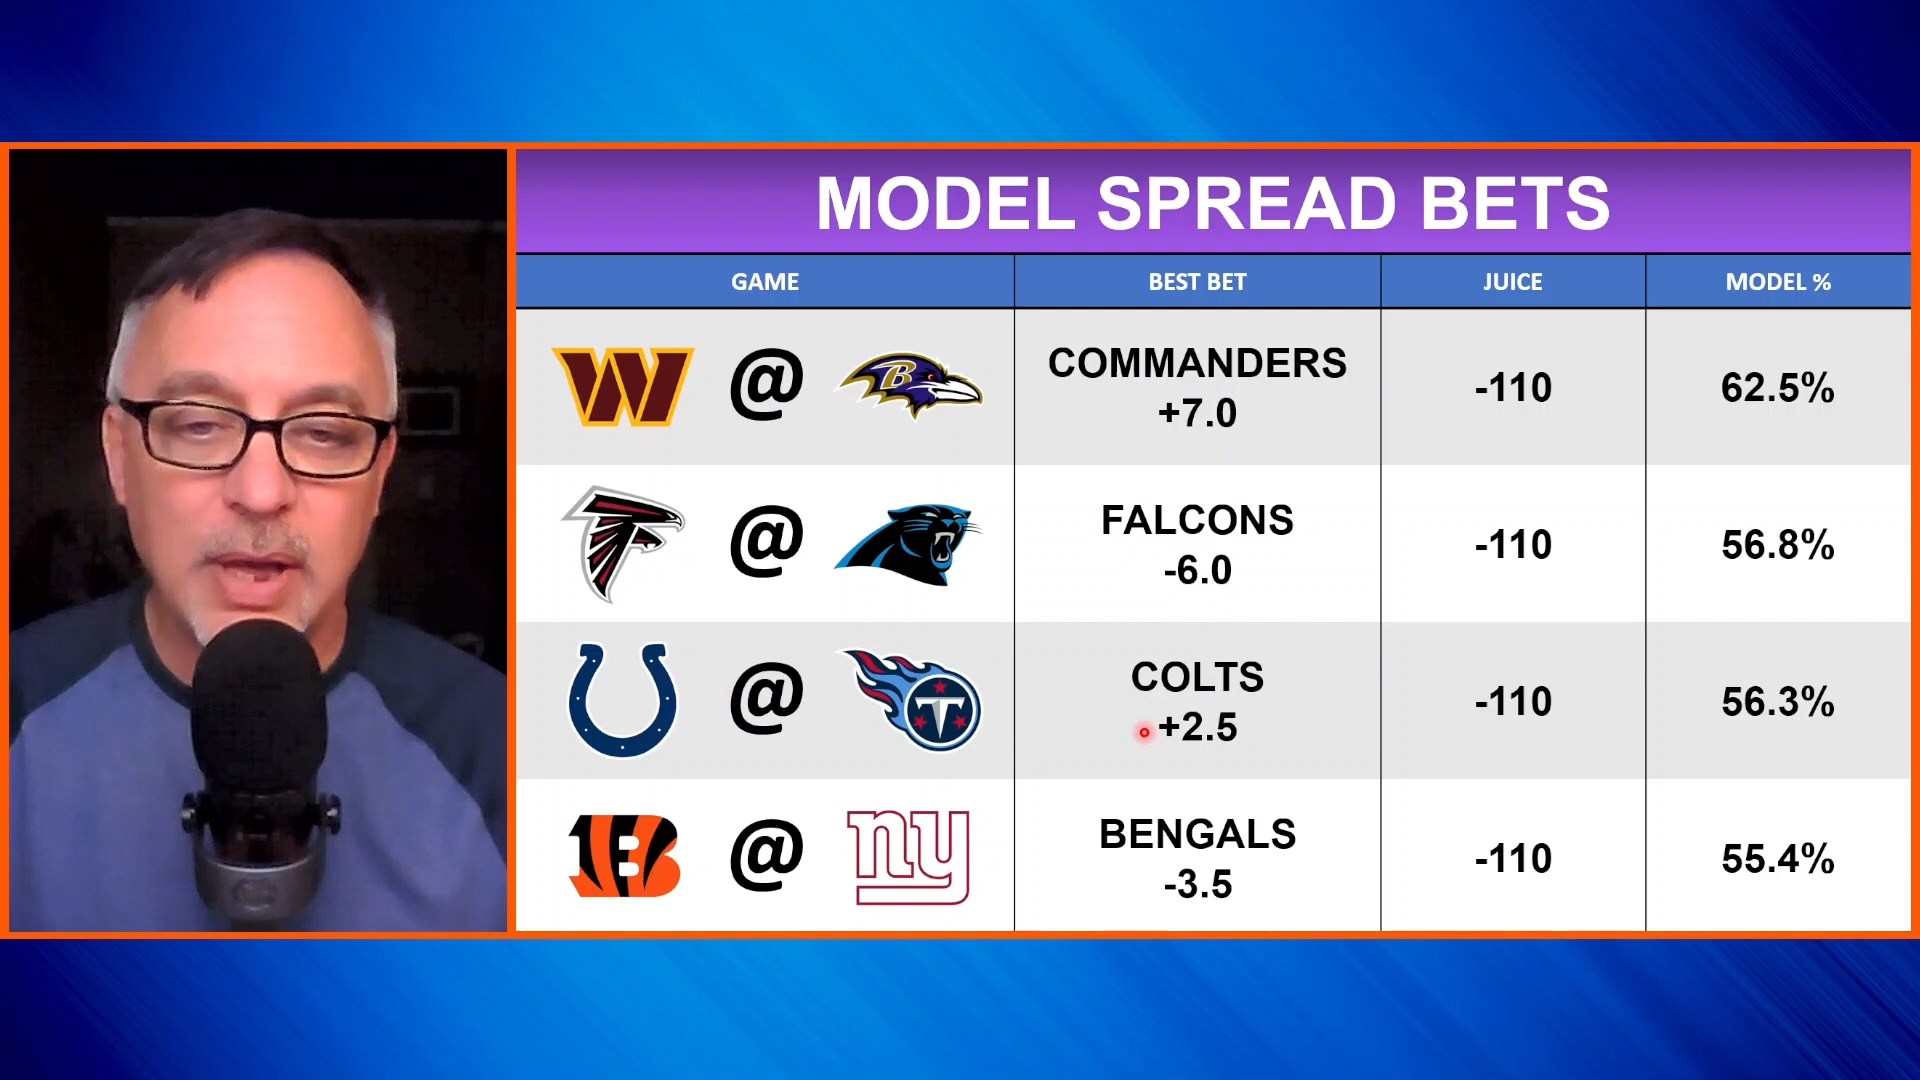 MODEL SPREAD BETS
GAME BEST BET JUICE MODEL %
W @ B COMMANDERS +7.0 -110 62.5%
@ FALCONS -6.0 -110 56.8%
@ T COLTS +2.5 -110 56.3%
B @ ny BENGALS -3.5 -110 55.4%